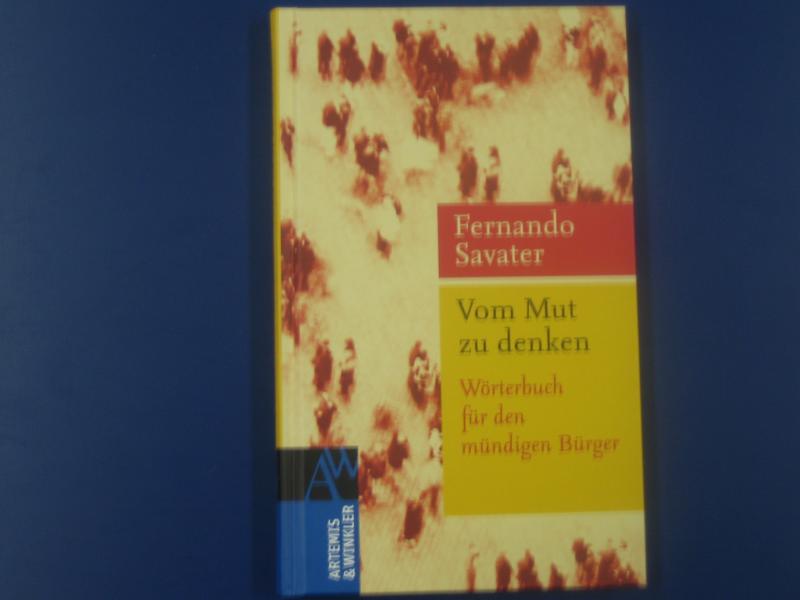 Fernando
Savater
Vom Mut
zu denken
Wörterbuch
für den
mündigen Bürger
AW
ARTEMIS
& WINKLER